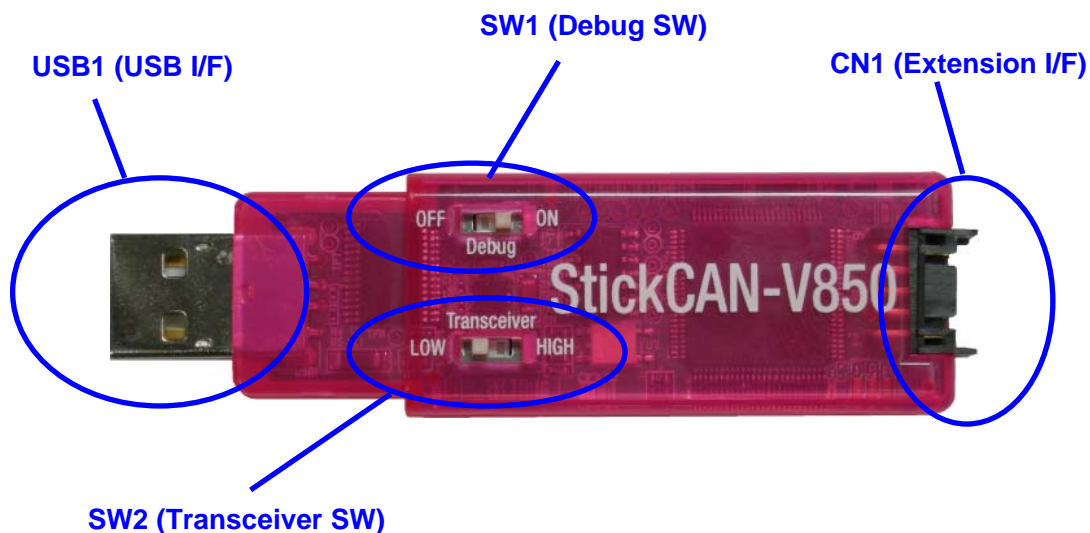 SW1 (Debug SW)
USB1 (USB I/F)
CN1 (Extension I/F)
OFF ON
Debug
StickCAN-V850
Transceiver
LOW HIGH
SW2 (Transceiver SW)